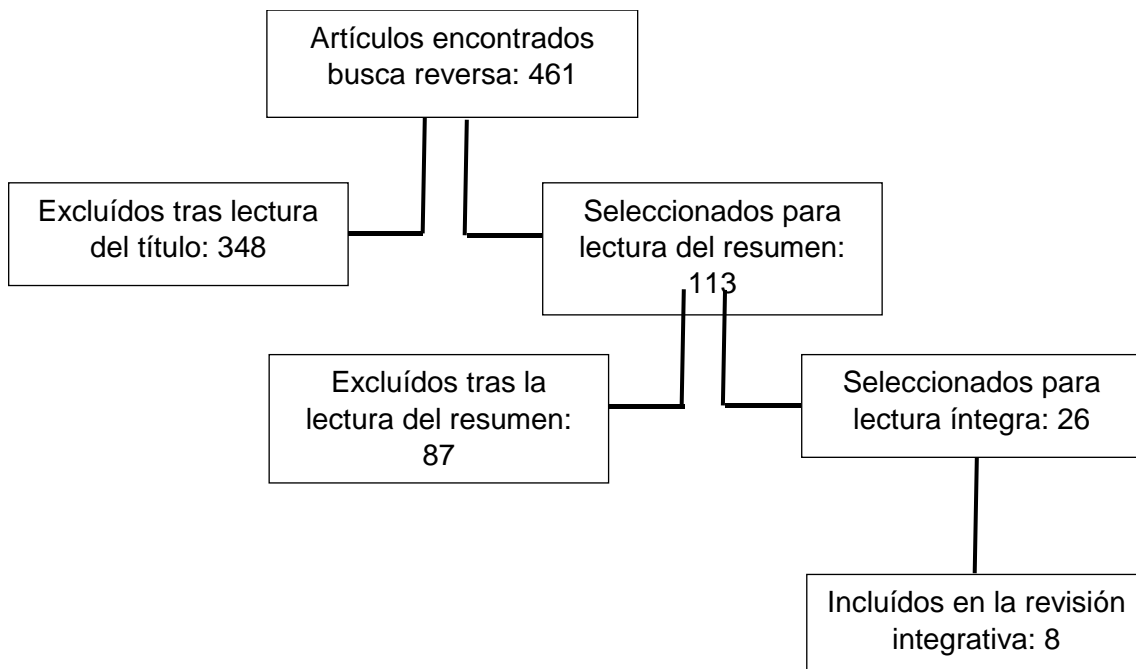 Artículos encontrados
busca reversa: 461
Excluídos tras lectura
del título: 348
Seleccionados para
lectura del resumen:
113
Excluídos tras la
lectura del resumen:
87
Seleccionados para
lectura íntegra: 26
Incluídos en la revisión
integrativa: 8